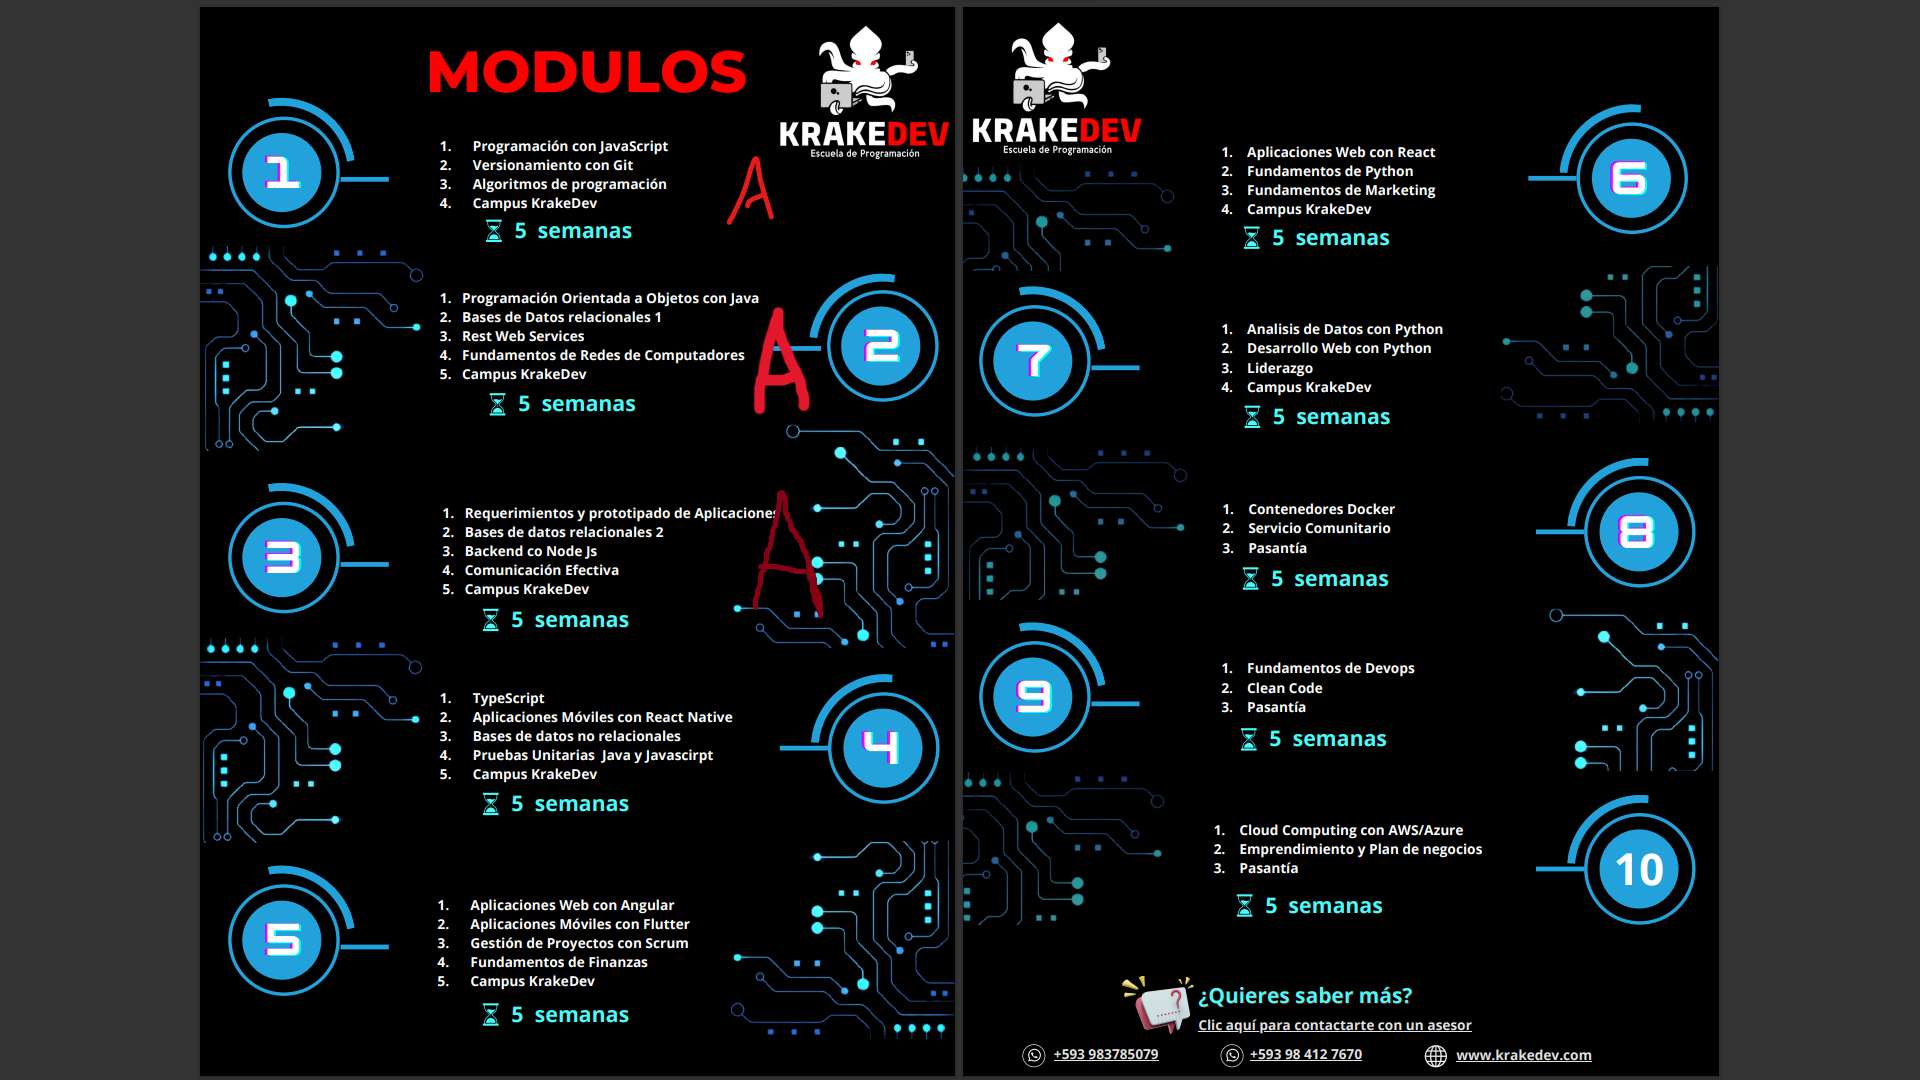 MODULOS
KRAKEDEV
Escuela de Programación
1
1. Programación con JavaScript
2. Versionamiento con Git
3. Algoritmos de programación
4. Campus KrakeDev
5 semanas
A
2
1. Programación Orientada a Objetos con Java
2. Bases de Datos relacionales 1
3. Rest Web Services
4. Fundamentos de Redes de Computadores
5. Campus KrakeDev
5 semanas
A
3
1. Requerimientos y prototipado de Aplicaciones
2. Bases de datos relacionales 2
3. Backend co Node Js
4. Comunicación Efectiva
5. Campus KrakeDev
5 semanas
A
4
1. TypeScript
2. Aplicaciones Móviles con React Native
3. Bases de datos no relacionales
4. Pruebas Unitarias Java y Javascirpt
5. Campus KrakeDev
5 semanas
5
1. Aplicaciones Web con Angular
2. Aplicaciones Móviles con Flutter
3. Gestión de Proyectos con Scrum
4. Fundamentos de Finanzas
5. Campus KrakeDev
5 semanas
KRAKEDEV
Escuela de Programación
6
1. Aplicaciones Web con React
2. Fundamentos de Python
3. Fundamentos de Marketing
4. Campus KrakeDev
5 semanas
7
1. Analisis de Datos con Python
2. Desarrollo Web con Python
3. Liderazgo
4. Campus KrakeDev
5 semanas
8
1. Contenedores Docker
2. Servicio Comunitario
3. Pasantía
5 semanas
9
1. Fundamentos de Devops
2. Clean Code
3. Pasantía
5 semanas
10
1. Cloud Computing con AWS/Azure
2. Emprendimiento y Plan de negocios
3. Pasantía
5 semanas
?
¿Quieres saber más?
Clic aquí para contactarte con un asesor
+593 983785079
+593 98 412 7670
www.krakedev.com